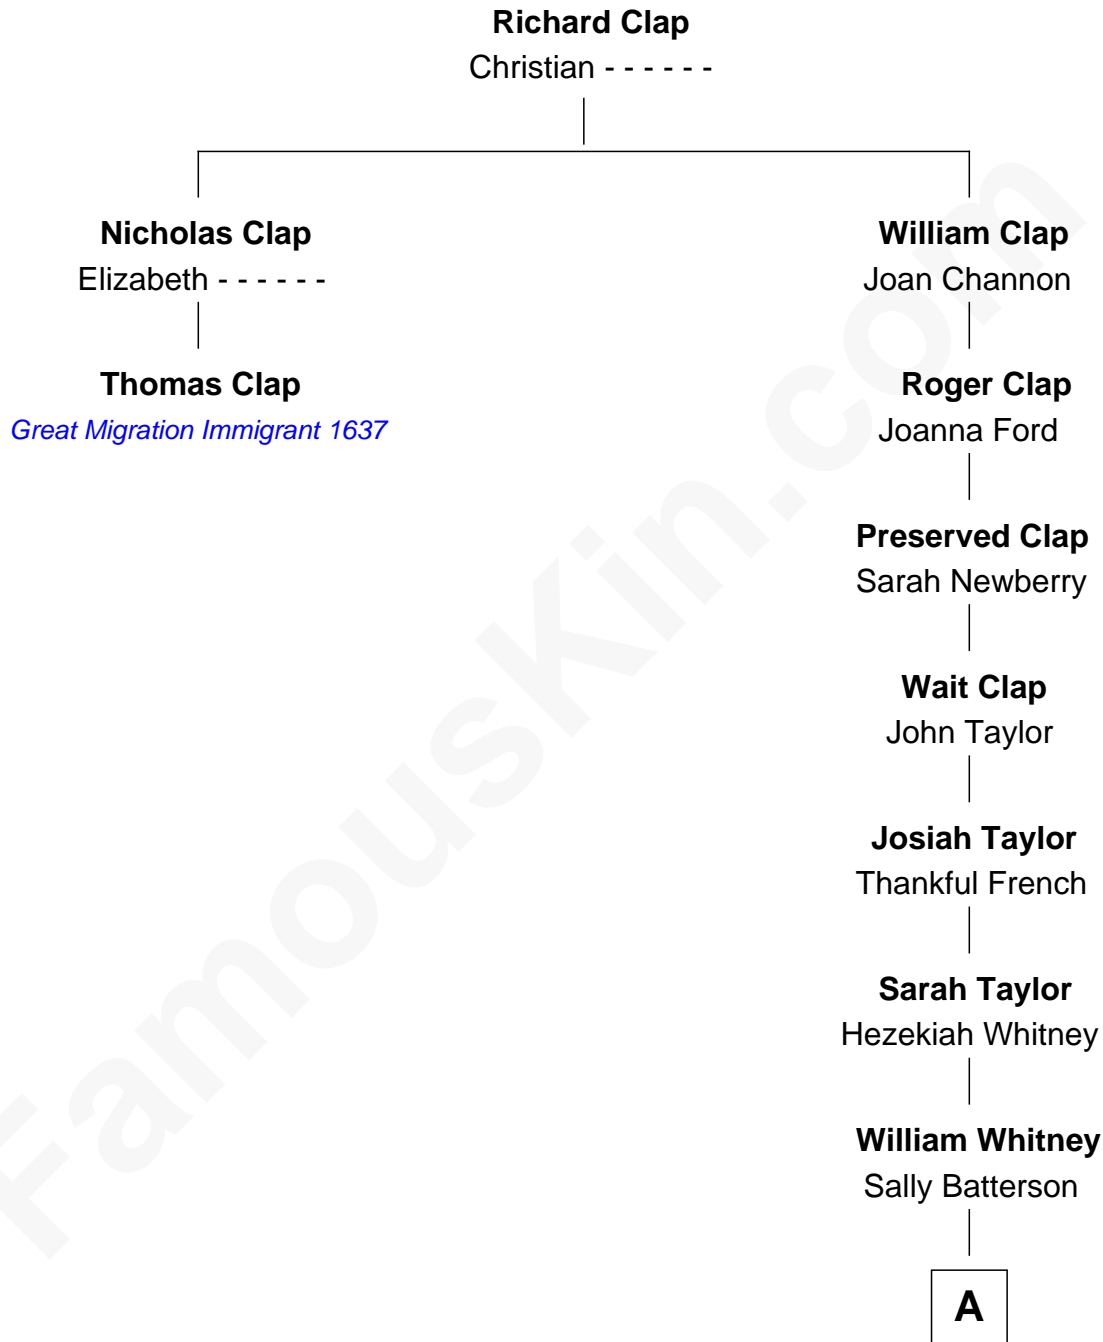 Richard Clap
Christian - - - - - -
Nicholas Clap
Elizabeth - - - - - -
Thomas Clap
Great Migration Immigrant 1637
William Clap
Joan Channon
Roger Clap
Joanna Ford
Preserved Clap
Sarah Newberry
Wait Clap
John Taylor
Josiah Taylor
Thankful French
Sarah Taylor
Hezekiah Whitney
William Whitney
Sally Batterson
A
FamousKin.com